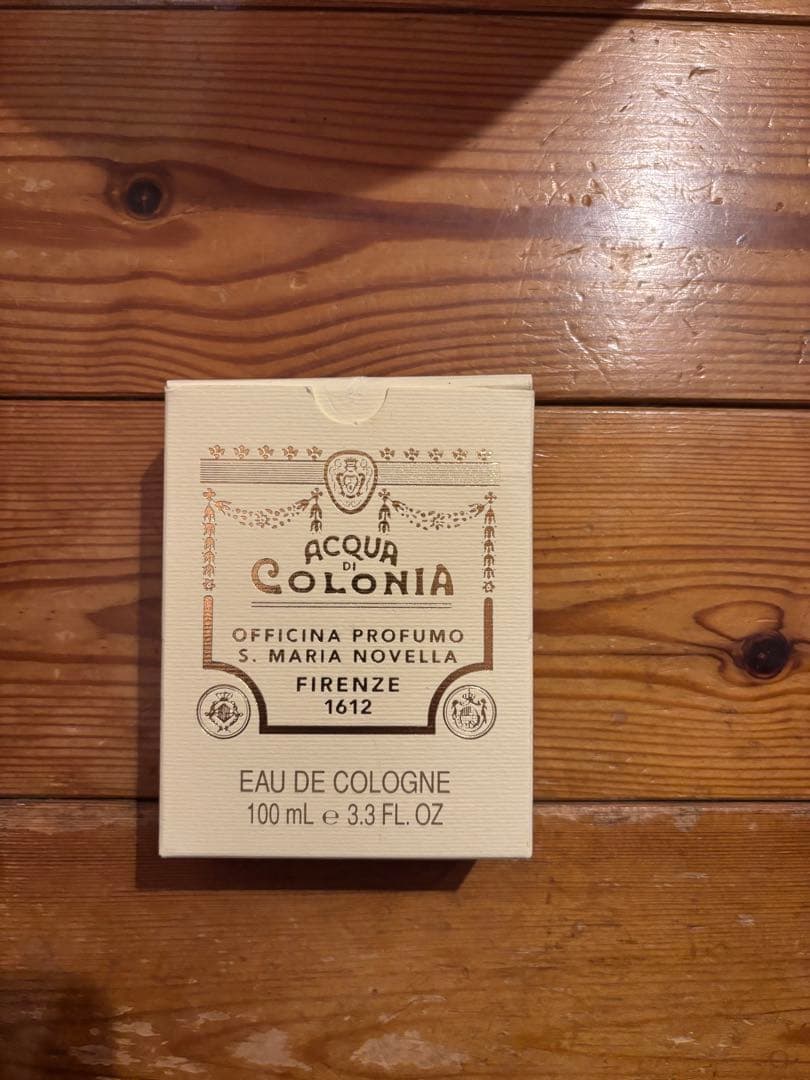 ACQUA
DI
COLONIA
OFFICINA PROFUMO
S. MARIA NOVELLA
FIRENZE
1612
EAU DE COLOGNE
100 mL ℮ 3.3 FL. OZ